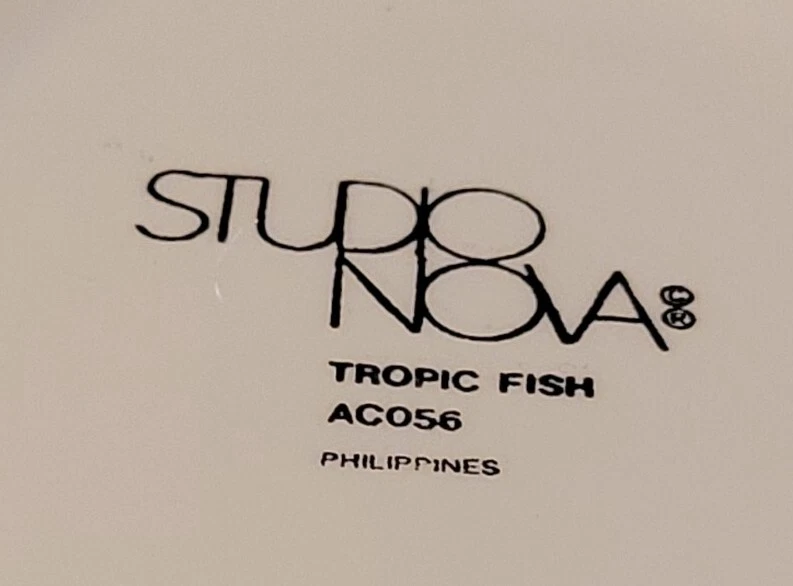 STUDIO
NOVA ©®
TROPIC FISH
AC056
PHILIPPINES